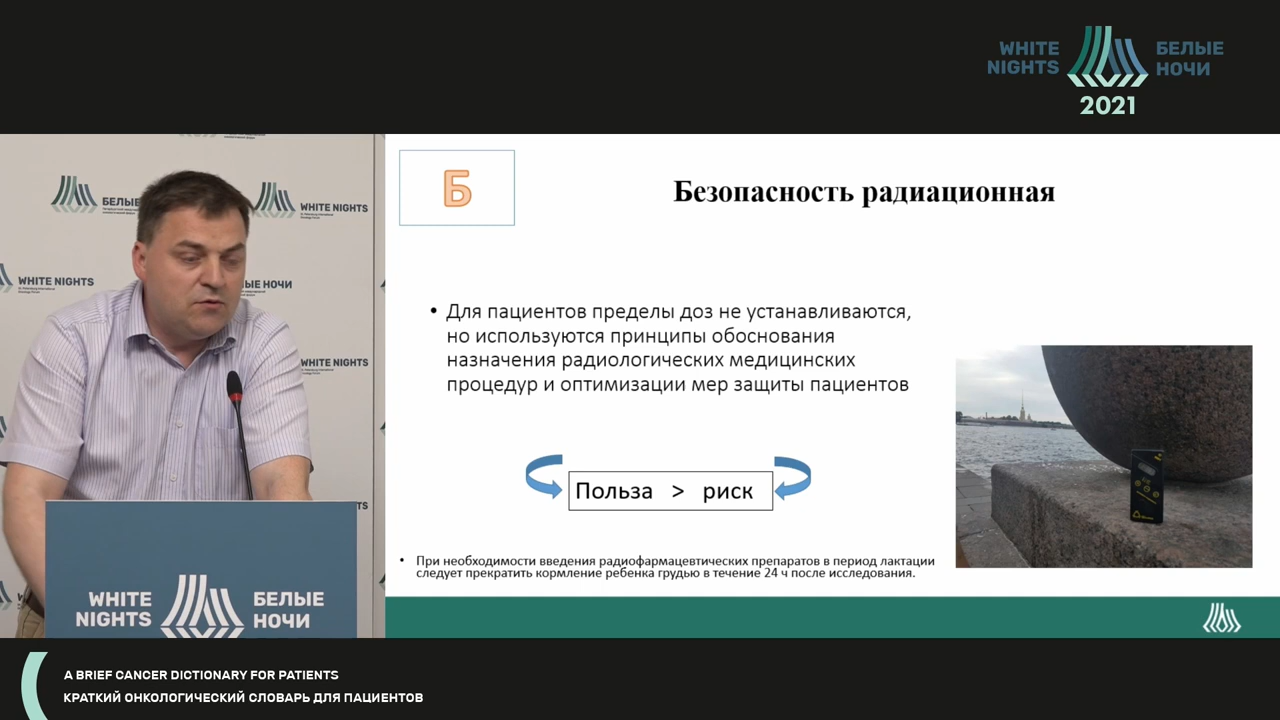 WHITE
NIGHTS
БЕЛЫЕ
НОЧИ
2021
БЕЛЫЕ
WHITE NIGHTS
WHITE NIGHTS
БЕЛЫЕ НОЧИ
WHITE NIGHTS
WHITE
NIGHTS
БЕЛЫЕ
НОЧИ
Б
Безопасность радиационная
• Для пациентов пределы доз не устанавливаются,
но используются принципы обоснования
назначения радиологических медицинских
процедур и оптимизации мер защиты пациентов
Польза > риск
• При необходимости введения радиофармацевтических препаратов в период лактации
следует прекратить кормление ребенка грудью в течение 24 ч после исследования.
A BRIEF CANCER DICTIONARY FOR PATIENTS
КРАТКИЙ ОНКОЛОГИЧЕСКИЙ СЛОВАРЬ ДЛЯ ПАЦИЕНТОВ